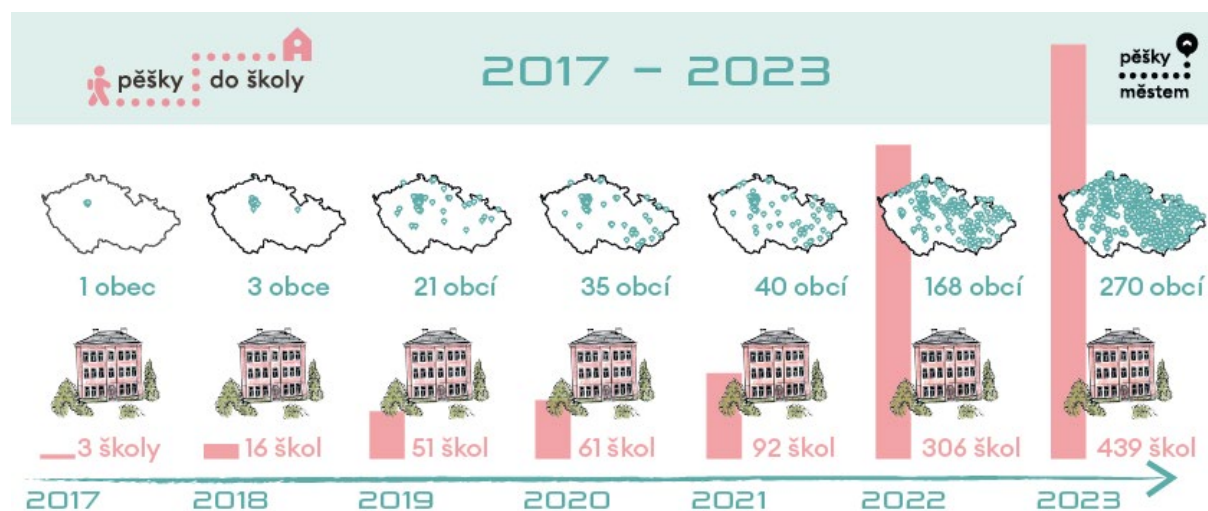 pěšky do školy
2017 – 2023
pěšky
městem
1 obec
3 obce
21 obcí
35 obcí
40 obcí
168 obcí
270 obcí
3 školy
16 škol
51 škol
61 škol
92 škol
306 škol
439 škol
2017
2018
2019
2020
2021
2022
2023